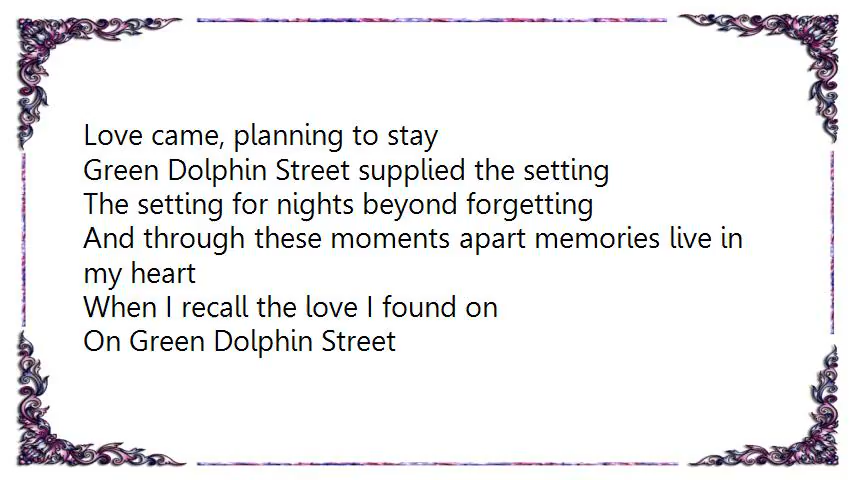 Love came, planning to stay
Green Dolphin Street supplied the setting
The setting for nights beyond forgetting
And through these moments apart memories live in
my heart
When I recall the love I found on
On Green Dolphin Street